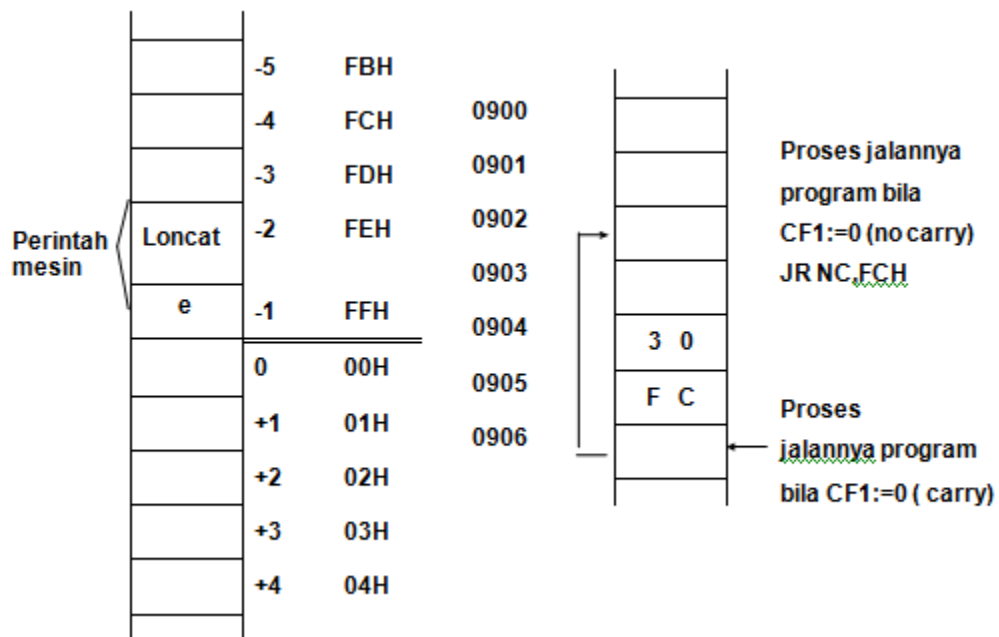 -5 FBH
-4 FCH
-3 FDH
Perintah
mesin
Loncat -2 FEH
e -1 FFH
0 00H
+1 01H
+2 02H
+3 03H
+4 04H
0900
0901
0902
0903
0904
0905
0906
3 0
F C
Proses jalannya
program bila
CF1:=0 (no carry)
JR NC,FCH
Proses
jalannya program
bila CF1:=0 ( carry)